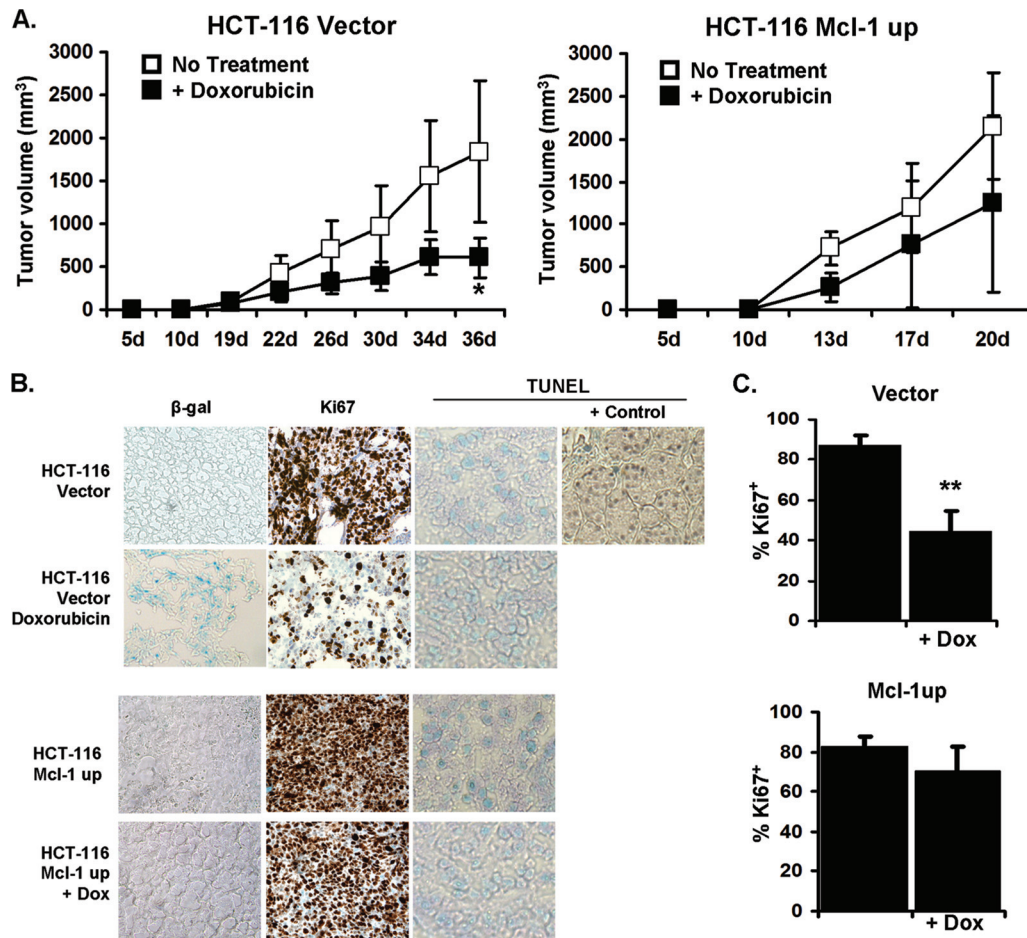 A.
HCT-116 Vector
No Treatment
+ Doxorubicin
Tumor volume (mm³)
3000
2500
2000
1500
1000
500
0
5d 10d 19d 22d 26d 30d 34d 36d
*
HCT-116 Mcl-1 up
No Treatment
+ Doxorubicin
Tumor volume (mm³)
3000
2500
2000
1500
1000
500
0
5d 10d 13d 17d 20d
B.
TUNEL
β-gal Ki67 + Control
HCT-116
Vector
HCT-116
Vector
Doxorubicin
HCT-116
Mcl-1 up
HCT-116
Mcl-1 up
+ Dox
C.
Vector
% Ki67⁺
100
80
60
40
20
0
**
+ Dox
Mcl-1up
% Ki67⁺
100
80
60
40
20
0
+ Dox